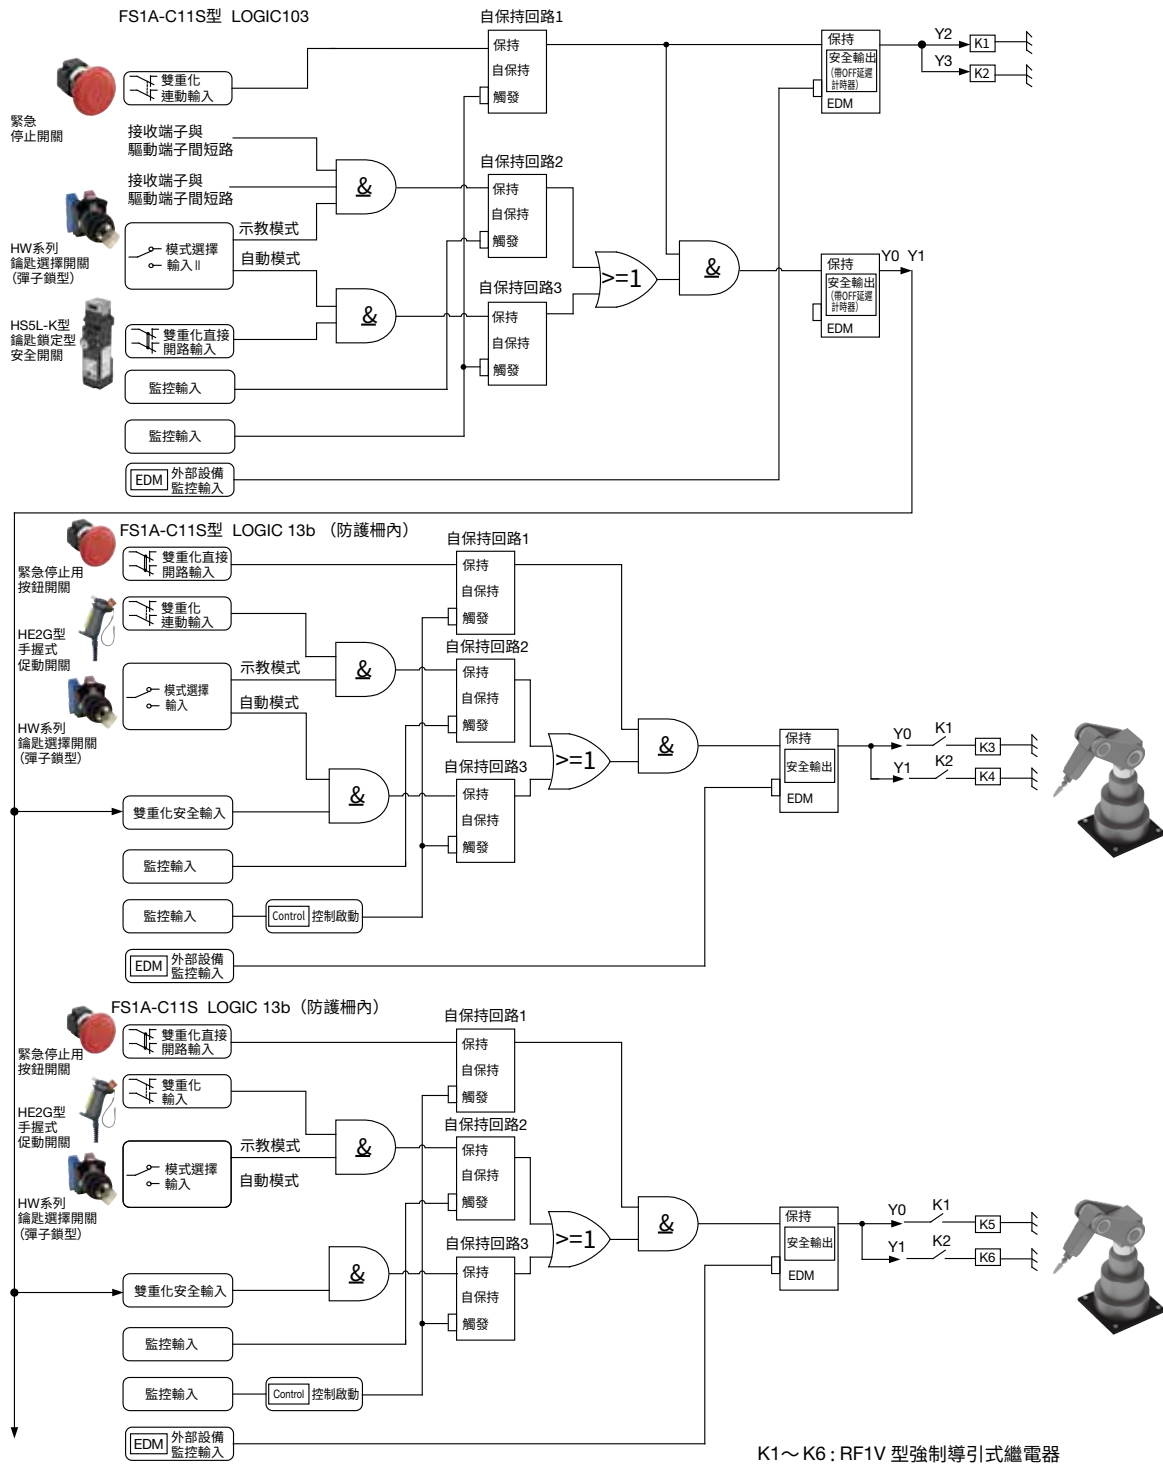 FS1A-C11S型 LOGIC103
自保持回路1
保持
自保持
觸發
保持
安全輸出
(帶OFF延遲
計時器)
EDM
Y2
K1
Y3
K2
雙重化
連動輸入
緊急
停止開關
接收端子與
驅動端子間短路
接收端子與
驅動端子間短路
&
自保持回路2
保持
自保持
觸發
HW系列
鑰匙選擇開關
(彈子鎖型)
模式選擇
輸入Ⅱ
示教模式
自動模式
&
>=1
&
保持
安全輸出
(帶OFF延遲
計時器)
EDM
Y0 Y1
自保持回路3
保持
自保持
觸發
HS5L-K型
鑰匙鎖定型
安全開關
雙重化直接
開路輸入
監控輸入
監控輸入
EDM 外部設備
監控輸入
FS1A-C11S型 LOGIC 13b （防護柵內）
自保持回路1
保持
自保持
觸發
緊急停止用
按鈕開關
雙重化直接
開路輸入
雙重化
連動輸入
HE2G型
手握式
促動開關
&
自保持回路2
保持
自保持
觸發
模式選擇
輸入
示教模式
自動模式
HW系列
鑰匙選擇開關
(彈子鎖型)
>=1
&
保持
安全輸出
EDM
Y0
K1
K3
Y1
K2
K4
自保持回路3
保持
自保持
觸發
&
雙重化安全輸入
監控輸入
監控輸入
Control 控制啟動
EDM 外部設備
監控輸入
FS1A-C11S LOGIC 13b（防護柵內）
自保持回路1
保持
自保持
觸發
緊急停止用
按鈕開關
雙重化直接
開路輸入
雙重化
輸入
HE2G型
手握式
促動開關
&
自保持回路2
保持
自保持
觸發
模式選擇
輸入
示教模式
自動模式
HW系列
鑰匙選擇開關
(彈子鎖型)
>=1
&
保持
安全輸出
EDM
Y0
K1
K5
Y1
K2
K6
自保持回路3
保持
自保持
觸發
&
雙重化安全輸入
監控輸入
監控輸入
Control 控制啟動
EDM 外部設備
監控輸入
K1～K6 : RF1V 型強制導引式繼電器